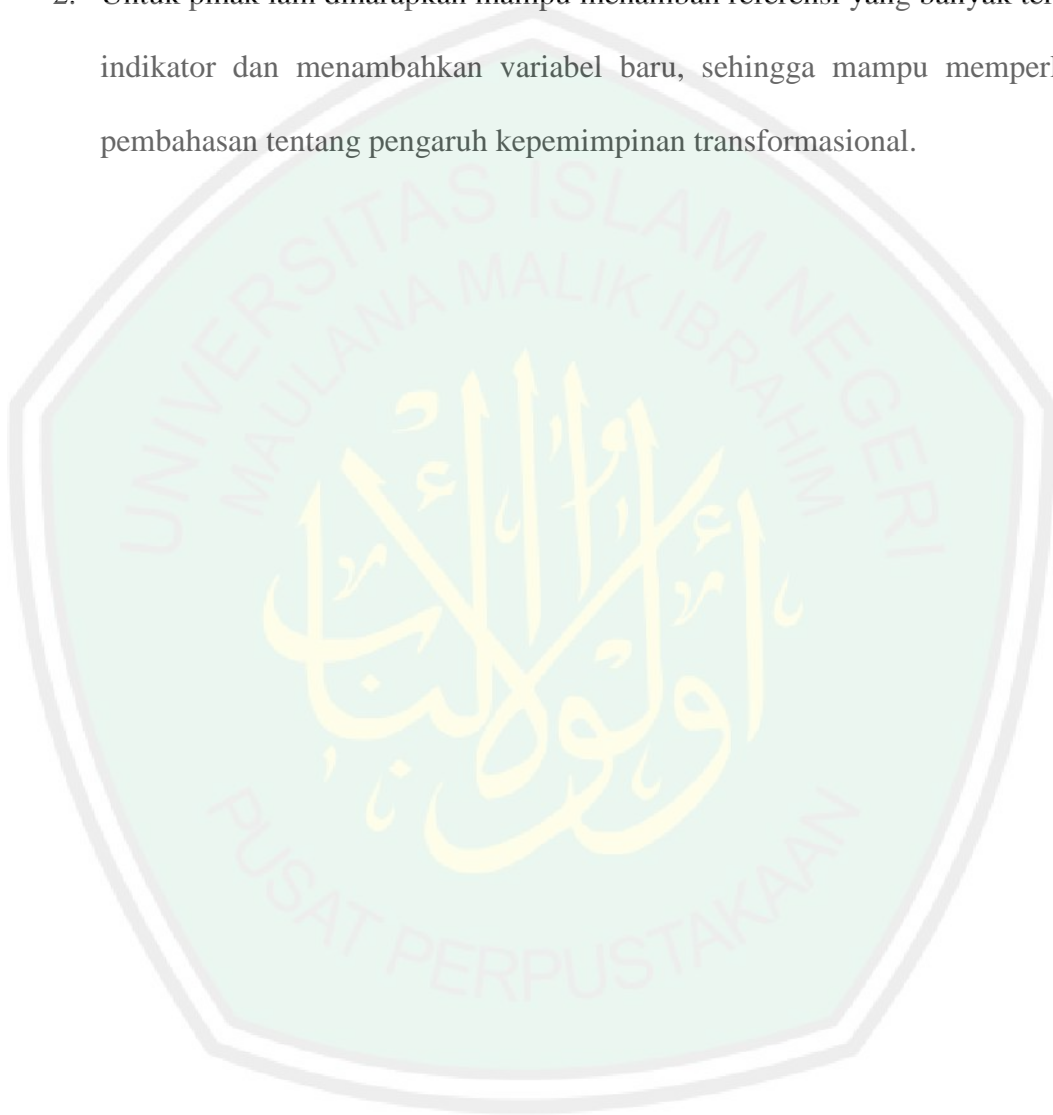 2. Untuk pihak lain diharapkan mampu menambah referensi yang banyak
indikator dan menambahkan variabel baru, sehingga mampu
pembahasan tentang pengaruh kepemimpinan transformasional.
UNIVERSITAS ISLAM NEGERI
MAULANA MALIK IBRAHIM
أولوا الألباب
PUSAT PERPUSTAKAAN